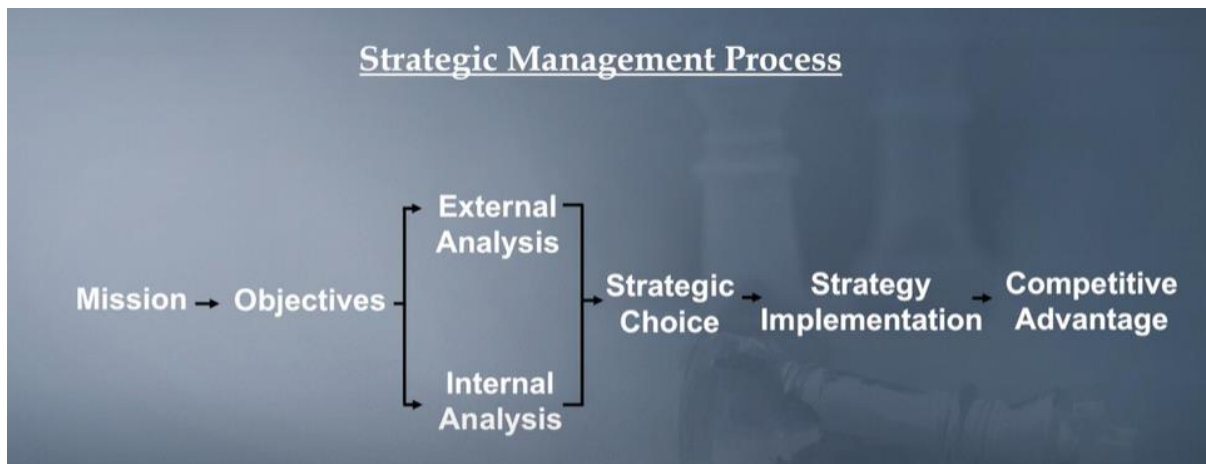 Strategic Management Process
External
Analysis
Mission
Objectives
Strategic
Choice
Strategy
Implementation
Competitive
Advantage
Internal
Analysis